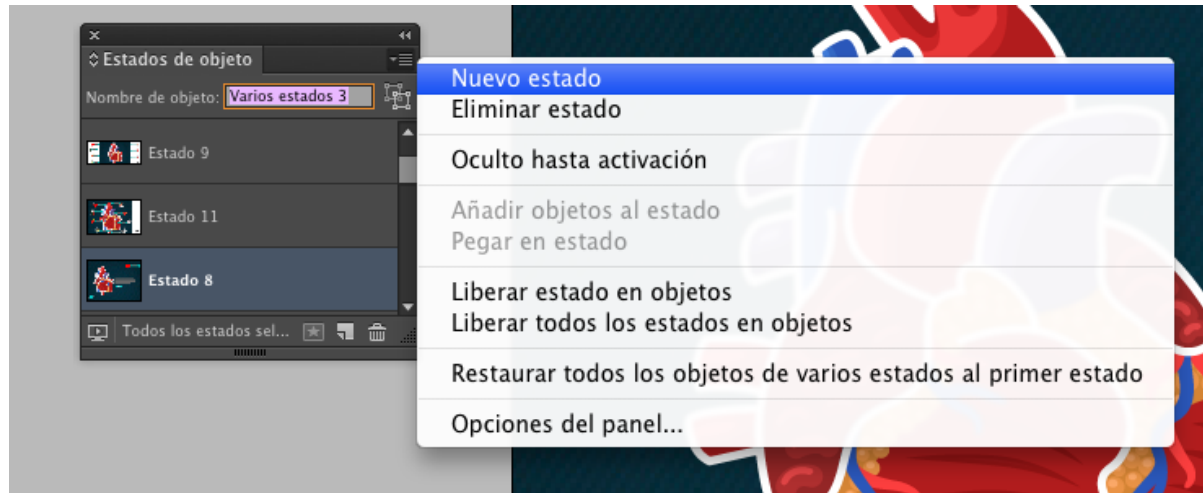 Estados de objeto
Nombre de objeto: Varios estados 3
Estado 9
Estado 11
Estado 8
Todos los estados sel...
Nuevo estado
Eliminar estado
Oculto hasta activación
Añadir objetos al estado
Pegar en estado
Liberar estado en objetos
Liberar todos los estados en objetos
Restaurar todos los objetos de varios estados al primer estado
Opciones del panel...